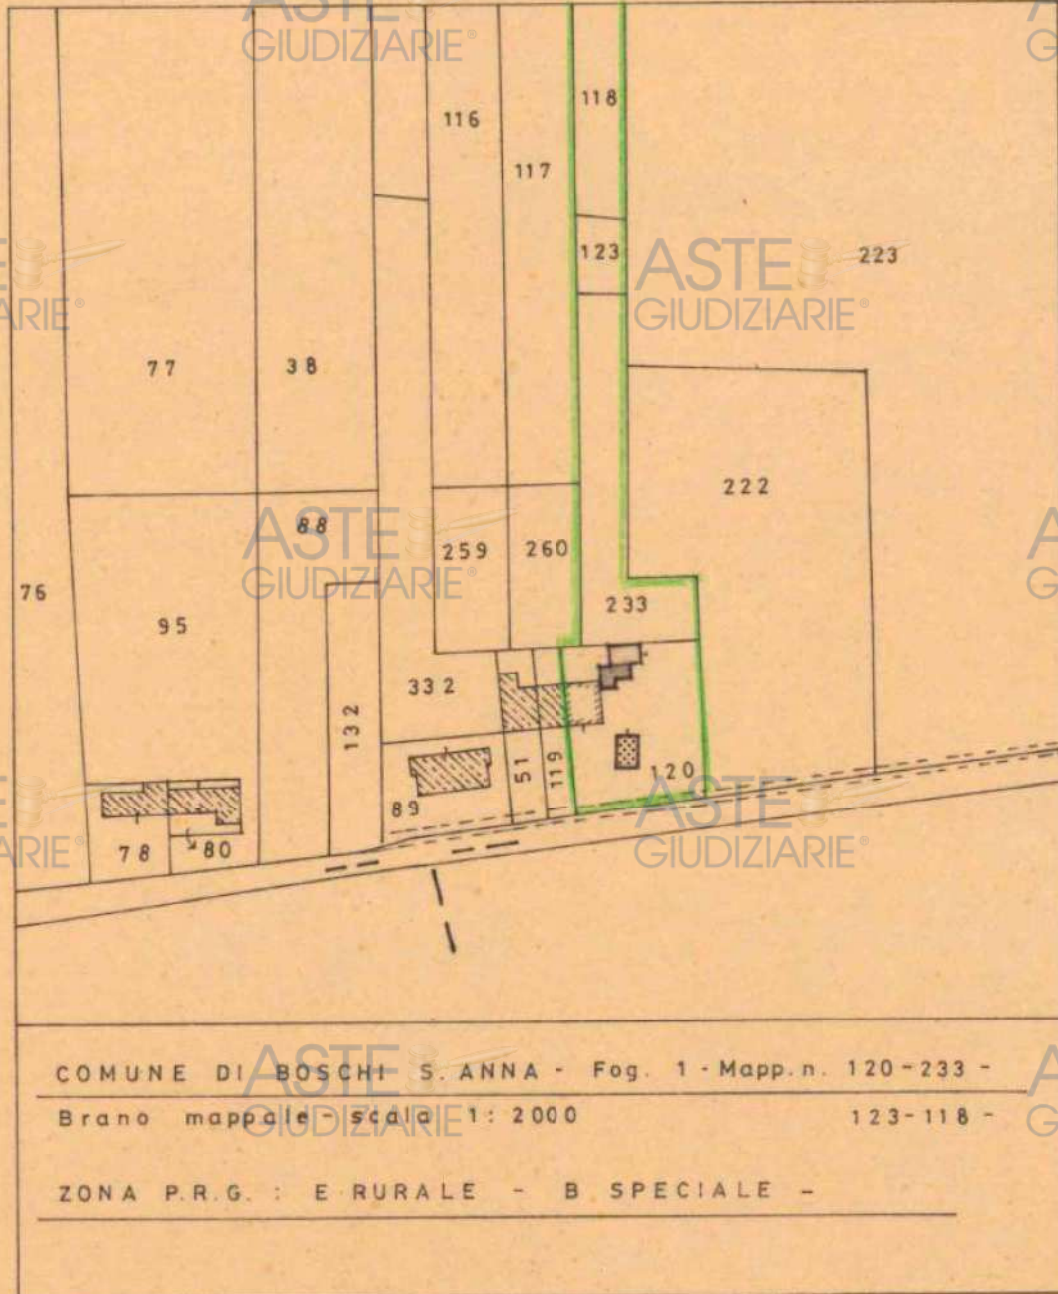 ASTE
GIUDIZIARIE®
118
116
117
123
ASTE
GIUDIZIARIE®
223
77
38
222
ASTE
GIUDIZIARIE®
88
259
260
76
95
233
332
132
51
119
120
ASTE
GIUDIZIARIE®
89
78
80
COMUNE DI BOSCHI S. ANNA - Fog. 1 - Mapp. n. 120-233 -
Brano mappale - scala 1:2000 123-118 -
ASTE
GIUDIZIARIE®
ZONA P.R.G. : E RURALE - B SPECIALE -